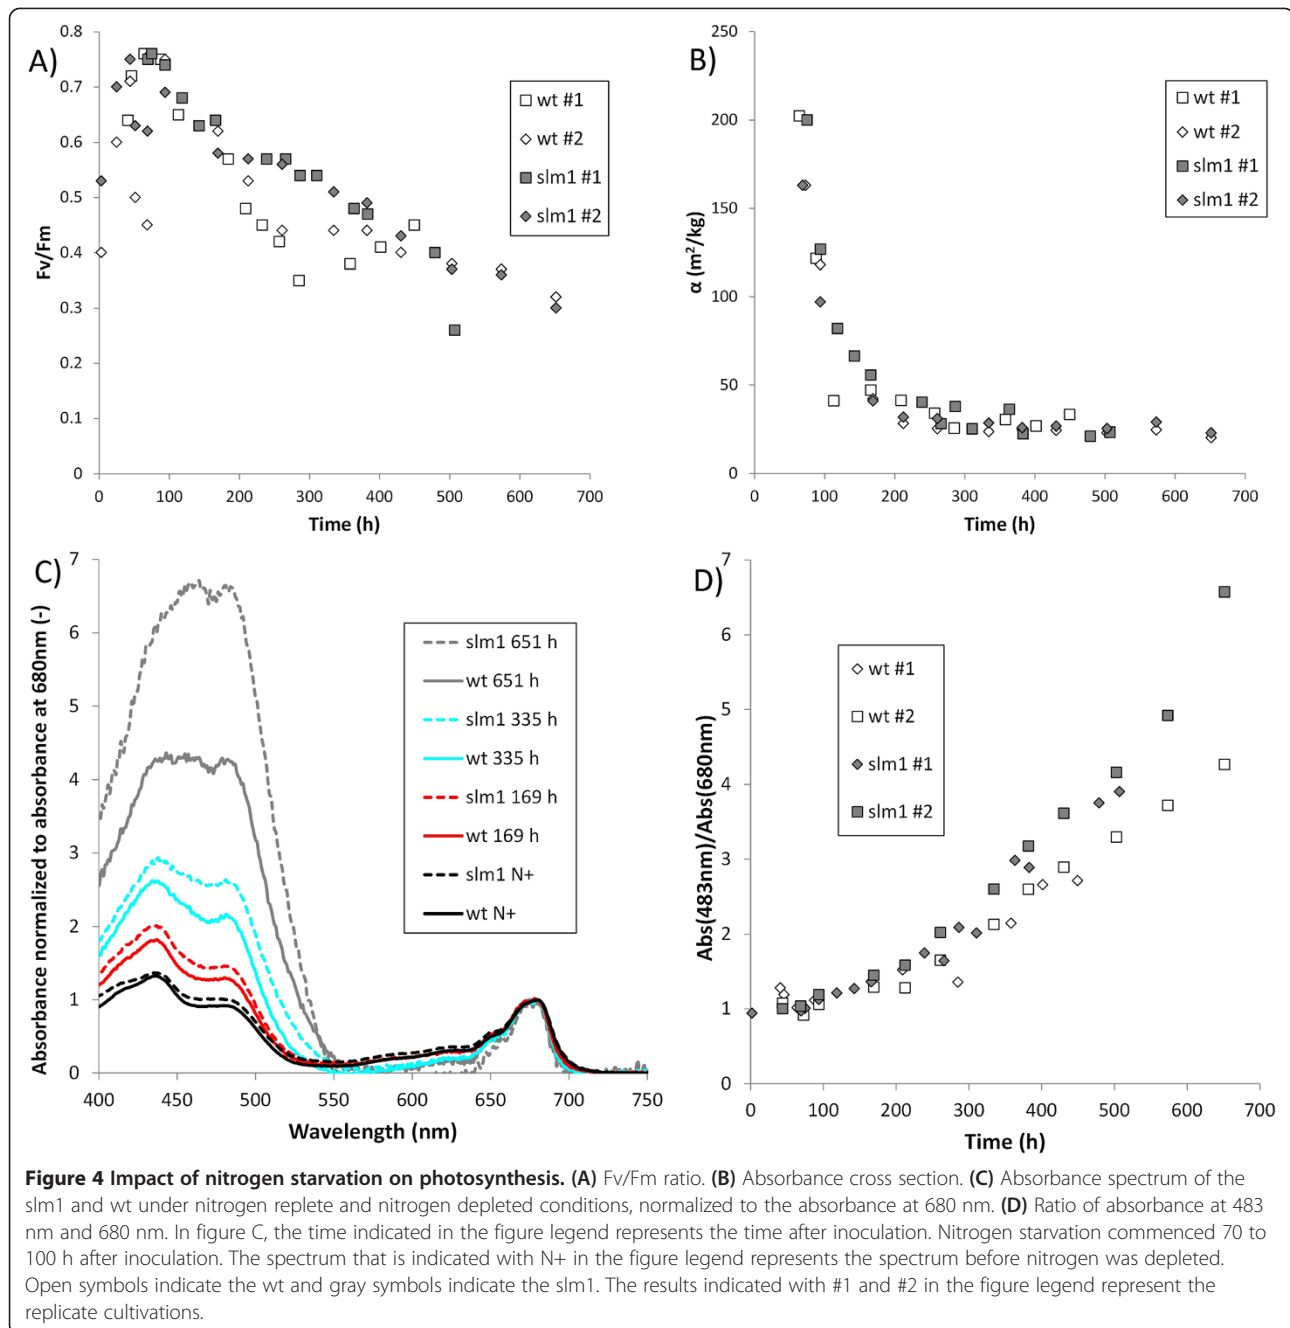 A)
0.8
0.7
0.6
0.5
0.4
0.3
0.2
0.1
0
Fv/Fm
0 100 200 300 400 500 600 700
Time (h)
wt #1
wt #2
slm1 #1
slm1 #2
B)
250
200
150
100
50
0
α (m²/kg)
0 100 200 300 400 500 600 700
Time (h)
wt #1
wt #2
slm1 #1
slm1 #2
C)
7
6
5
4
3
2
1
0
Absorbance normalized to absorbance at 680nm (-)
400 450 500 550 600 650 700 750
Wavelength (nm)
slm1 651 h
wt 651 h
slm1 335 h
wt 335 h
slm1 169 h
wt 169 h
slm1 N+
wt N+
D)
7
6
5
4
3
2
1
0
Abs(483nm)/Abs(680nm)
0 100 200 300 400 500 600 700
Time (h)
wt #1
wt #2
slm1 #1
slm1 #2
Figure 4 Impact of nitrogen starvation on photosynthesis. (A) Fv/Fm ratio. (B) Absorbance cross section. (C) Absorbance spectrum of the
slm1 and wt under nitrogen replete and nitrogen depleted conditions, normalized to the absorbance at 680 nm. (D) Ratio of absorbance at 483
nm and 680 nm. In figure C, the time indicated in the figure legend represents the time after inoculation. Nitrogen starvation commenced 70 to
100 h after inoculation. The spectrum that is indicated with N+ in the figure legend represents the spectrum before nitrogen was depleted.
Open symbols indicate the wt and gray symbols indicate the slm1. The results indicated with #1 and #2 in the figure legend represent the
replicate cultivations.